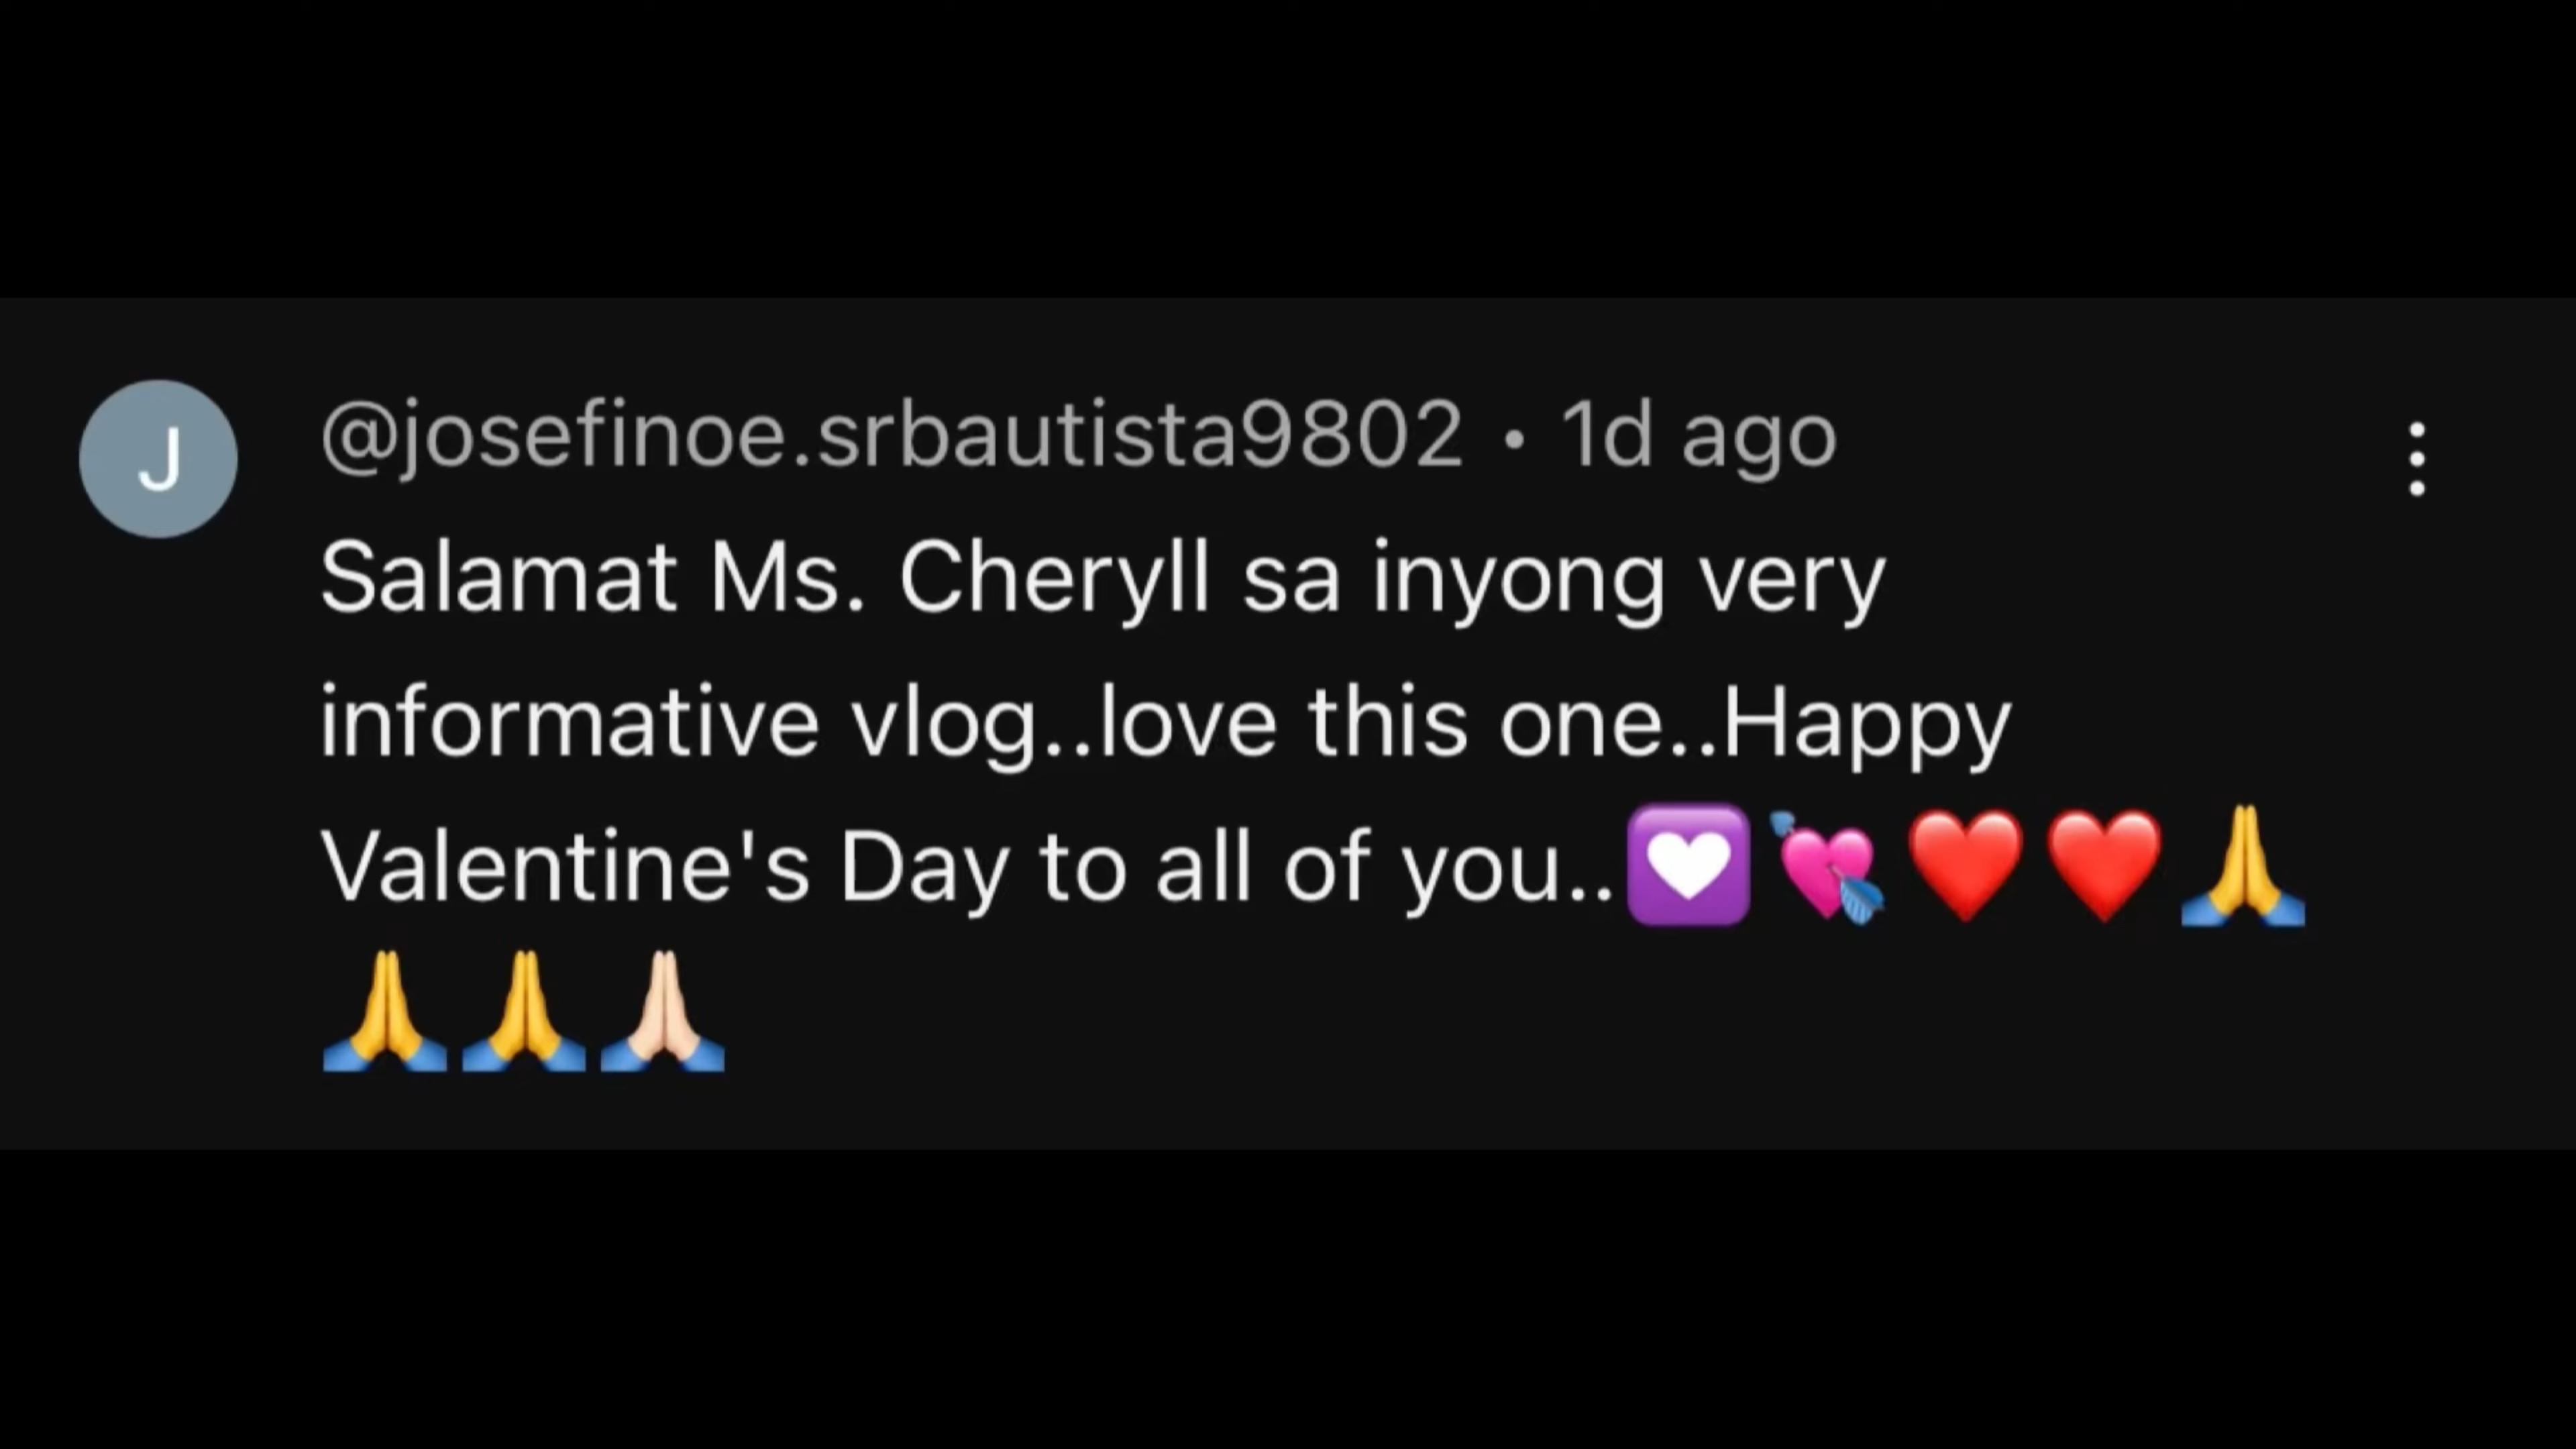 J
@josefinoe.srbautista9802 • 1d ago
Salamat Ms. Cheryll sa inyong very
informative vlog..love this one..Happy
Valentine's Day to all of you..💟💘❤️❤️🙏
🙏🙏🙏🏻